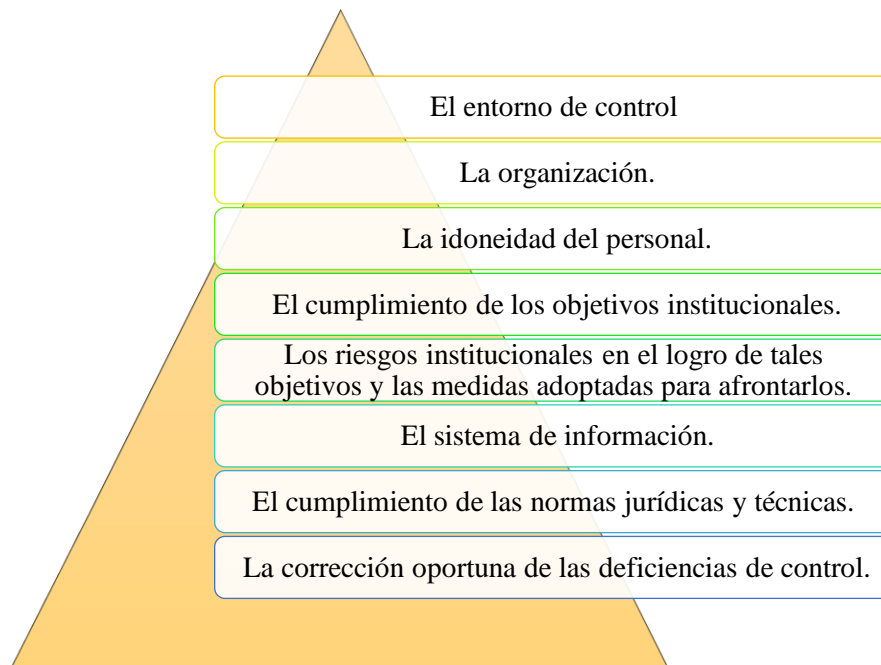 El entorno de control
La organización.
La idoneidad del personal.
El cumplimiento de los objetivos institucionales.
Los riesgos institucionales en el logro de tales
objetivos y las medidas adoptadas para afrontarlos.
El sistema de información.
El cumplimiento de las normas jurídicas y técnicas.
La corrección oportuna de las deficiencias de control.